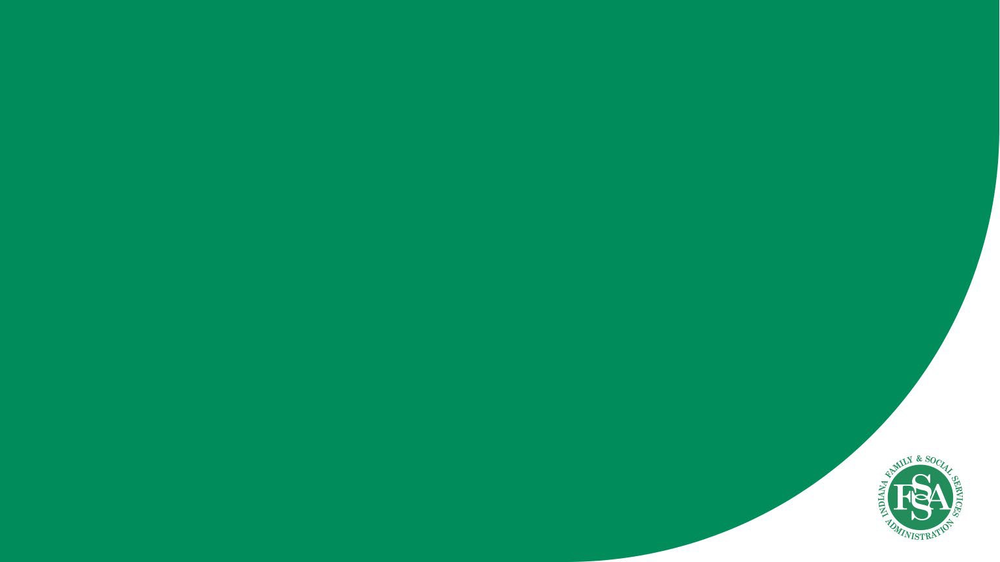 INDIANA FAMILY & SOCIAL SERVICES ADMINISTRATION
FSSA